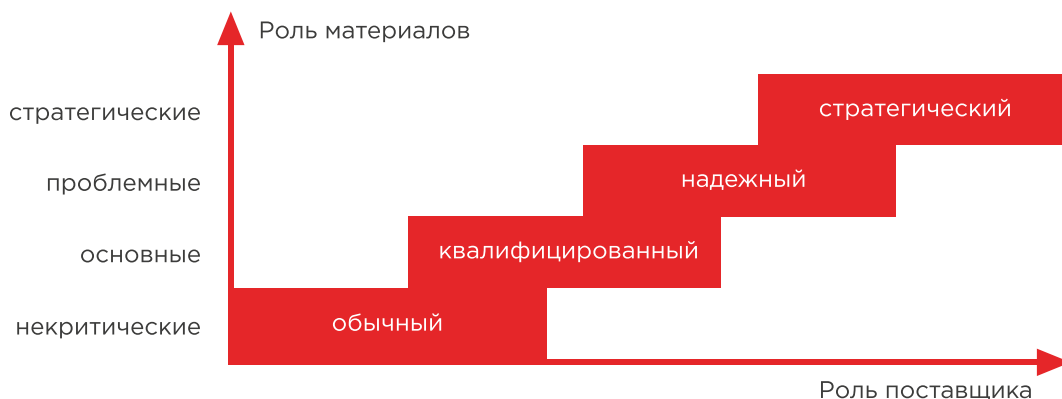 Роль материалов
стратегические
стратегический
проблемные
надежный
основные
квалифицированный
некритические
обычный
Роль поставщика